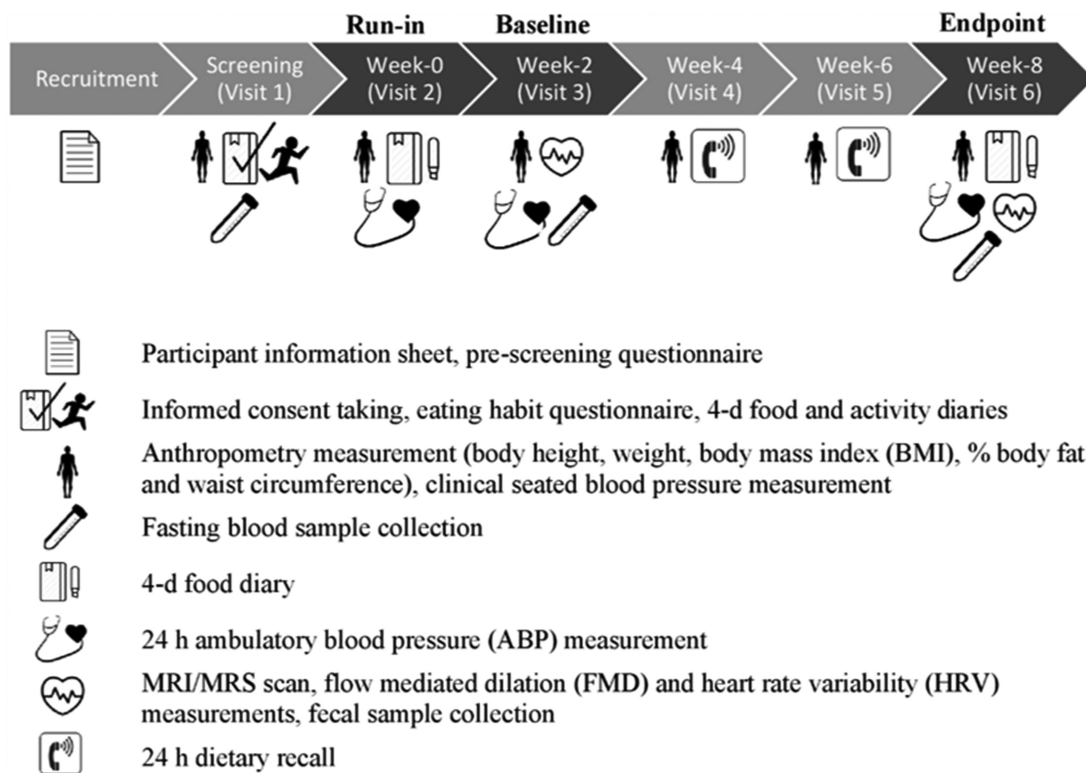 Run-in Baseline Endpoint
Recruitment
Screening
(Visit 1)
Week-0
(Visit 2)
Week-2
(Visit 3)
Week-4
(Visit 4)
Week-6
(Visit 5)
Week-8
(Visit 6)
Participant information sheet, pre-screening questionnaire
Informed consent taking, eating habit questionnaire, 4-d food and activity diaries
Anthropometry measurement (body height, weight, body mass index (BMI), % body fat
and waist circumference), clinical seated blood pressure measurement
Fasting blood sample collection
4-d food diary
24 h ambulatory blood pressure (ABP) measurement
MRI/MRS scan, flow mediated dilation (FMD) and heart rate variability (HRV)
measurements, fecal sample collection
24 h dietary recall